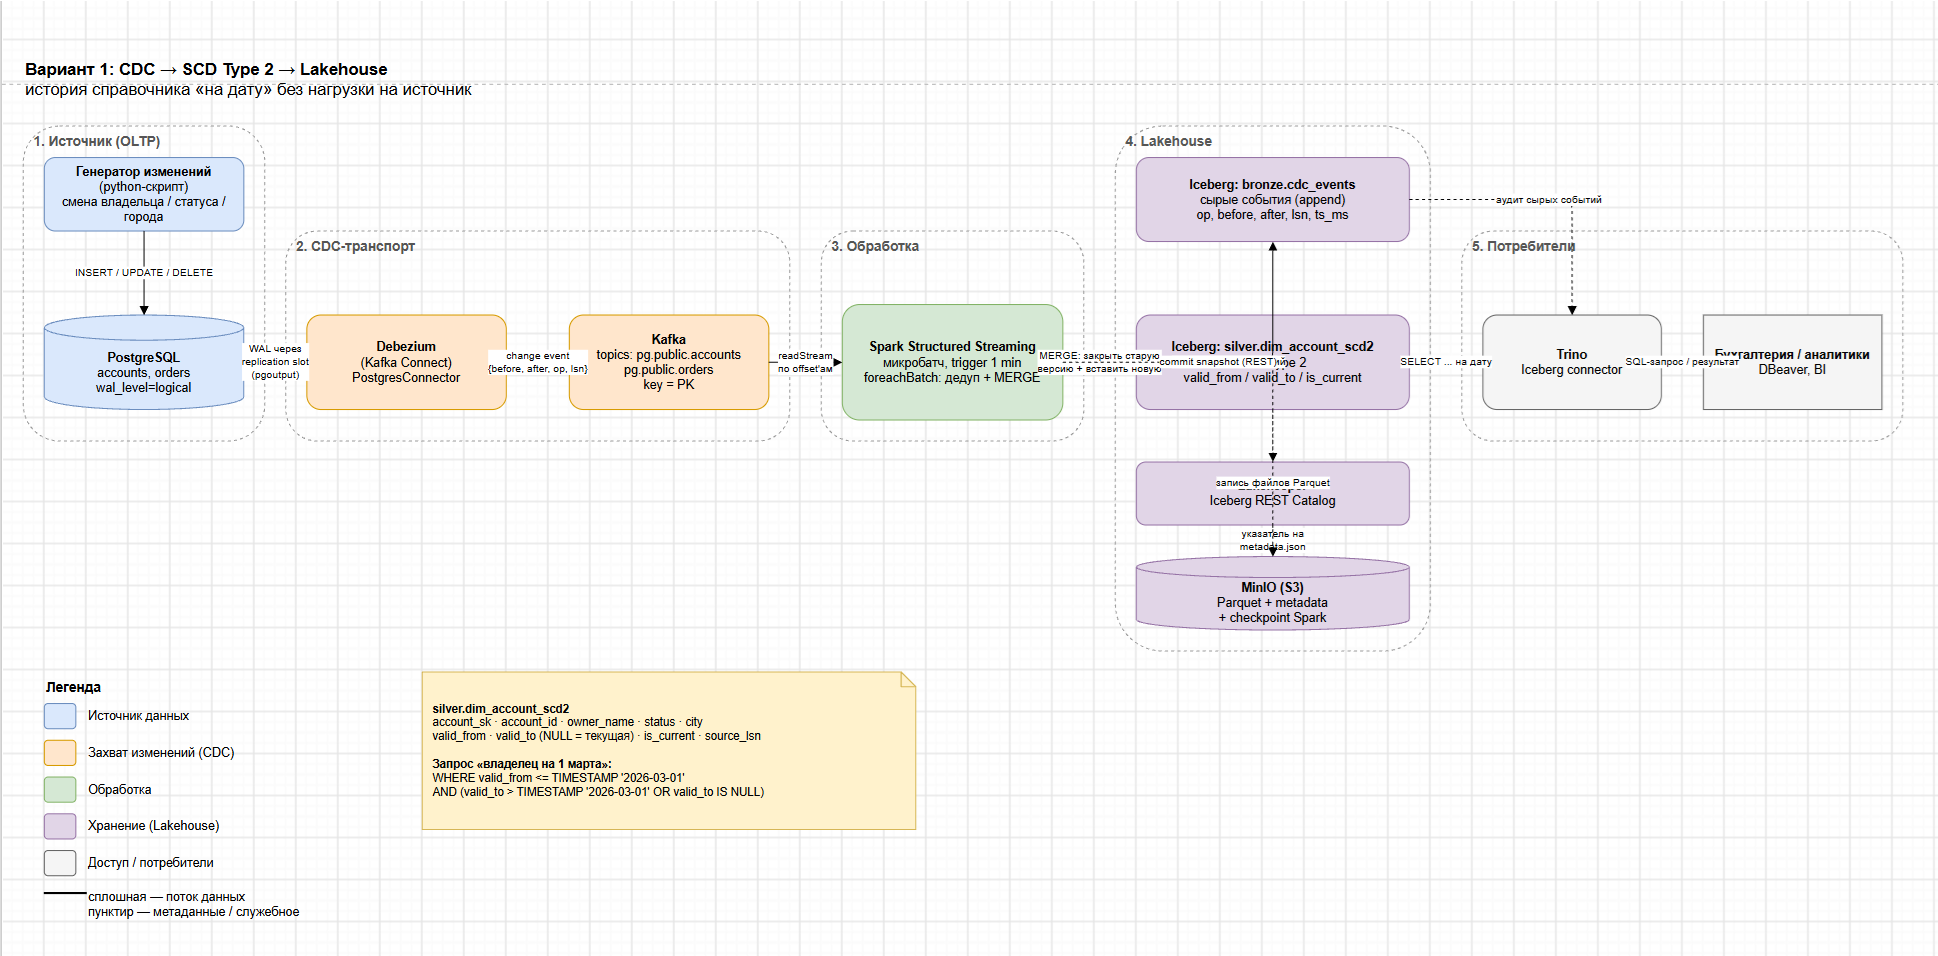 Вариант 1: CDC → SCD Type 2 → Lakehouse
история справочника «на дату» без нагрузки на источник
1. Источник (OLTP)
Генератор изменений
(python-скрипт)
смена владельца / статуса /
города
INSERT / UPDATE / DELETE
PostgreSQL
accounts, orders
wal_level=logical
WAL через
replication slot
(pgoutput)
2. CDC-транспорт
Debezium
(Kafka Connect)
PostgresConnector
change event
{before, after, op, lsn}
Kafka
topics: pg.public.accounts
pg.public.orders
key = PK
readStream
по offset'ам
3. Обработка
Spark Structured Streaming
микробатч, trigger 1 min
foreachBatch: дедуп + MERGE
MERGE: закрыть старую
версию + вставить новую
4. Lakehouse
Iceberg: bronze.cdc_events
сырые события (append)
op, before, after, lsn, ts_ms
аудит сырых событий
Iceberg: silver.dim_account_scd2
commit snapshot (REST)
2
valid_from / valid_to / is_current
SELECT ... на дату
запись файлов Parquet
Iceberg REST Catalog
указатель на
metadata.json
MinIO (S3)
Parquet + metadata
+ checkpoint Spark
5. Потребители
Trino
Iceberg connector
SQL-запрос / результат
Бухгалтерия / аналитики
DBeaver, BI
Легенда
Источник данных
Захват изменений (CDC)
Обработка
Хранение (Lakehouse)
Доступ / потребители
сплошная — поток данных
пунктир — метаданные / служебное
silver.dim_account_scd2
account_sk · account_id · owner_name · status · city
valid_from · valid_to (NULL = текущая) · is_current · source_lsn
Запрос «владелец на 1 марта»:
WHERE valid_from <= TIMESTAMP '2026-03-01'
AND (valid_to > TIMESTAMP '2026-03-01' OR valid_to IS NULL)